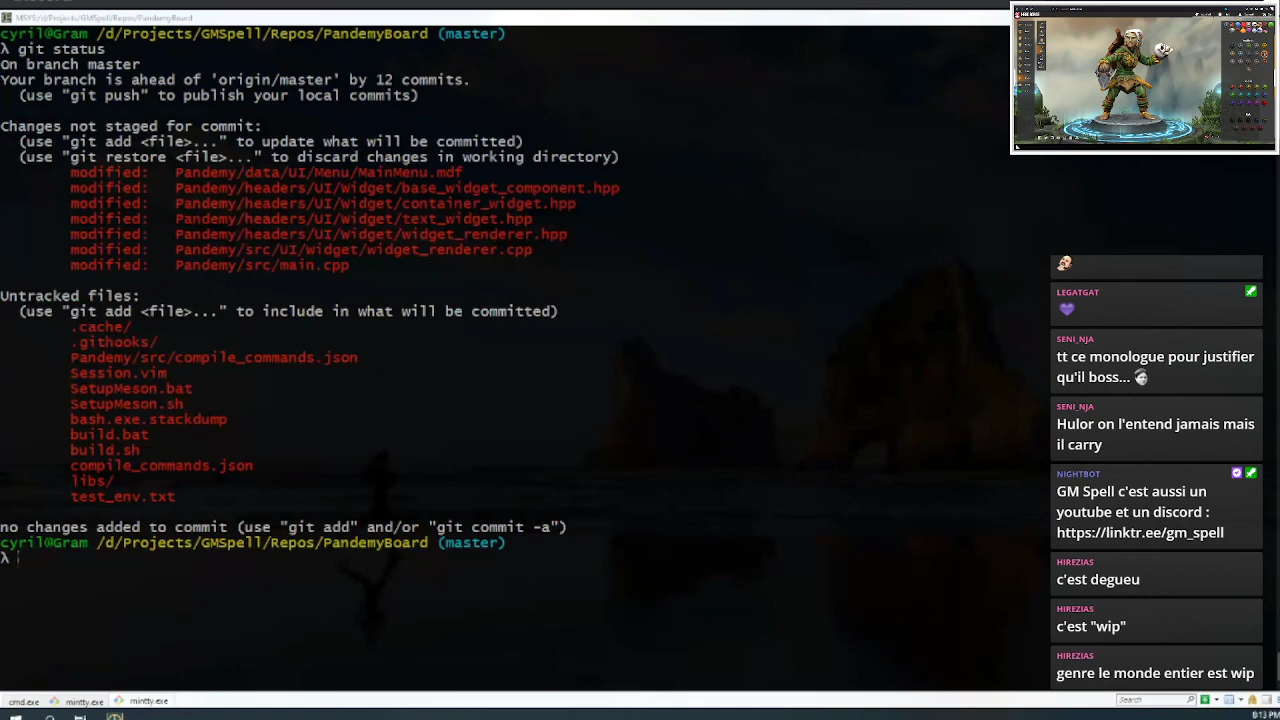 MSYS:/d/Projects/GMSpell/Repos/PandemyBoard
cyril@Gram /d/Projects/GMSpell/Repos/PandemyBoard (master)
λ git status
On branch master
Your branch is ahead of 'origin/master' by 12 commits.
(use "git push" to publish your local commits)
Changes not staged for commit:
(use "git add <file>..." to update what will be committed)
(use "git restore <file>..." to discard changes in working directory)
modified: Pandemy/data/UI/Menu/MainMenu.mdf
modified: Pandemy/headers/UI/Widget/base_widget_component.hpp
modified: Pandemy/headers/UI/Widget/container_widget.hpp
modified: Pandemy/headers/UI/Widget/text_widget.hpp
modified: Pandemy/headers/UI/Widget/widget_renderer.hpp
modified: Pandemy/src/UI/Widget/widget_renderer.cpp
modified: Pandemy/src/main.cpp
Untracked files:
(use "git add <file>..." to include in what will be committed)
.cache/
.githooks/
Pandemy/src/compile_commands.json
Session.vim
SetupMeson.bat
SetupMeson.sh
bash.exe.stackdump
build.bat
build.sh
compile_commands.json
libs/
test_env.txt
no changes added to commit (use "git add" and/or "git commit -a")
cyril@Gram /d/Projects/GMSpell/Repos/PandemyBoard (master)
λ
LEGATGAT
SENI_NJA
tt ce monologue pour justifier
qu'il boss...
SENI_NJA
Hulor on l'entend jamais mais
il carry
NIGHTBOT
GM Spell c'est aussi un
youtube et un discord :
https://linktr.ee/gm_spell
HIREZIAS
c'est degueu
HIREZIAS
c'est "wip"
HIREZIAS
genre le monde entier est wip
cmd.exe
mintty.exe
mintty.exe
Search
8:13 PM